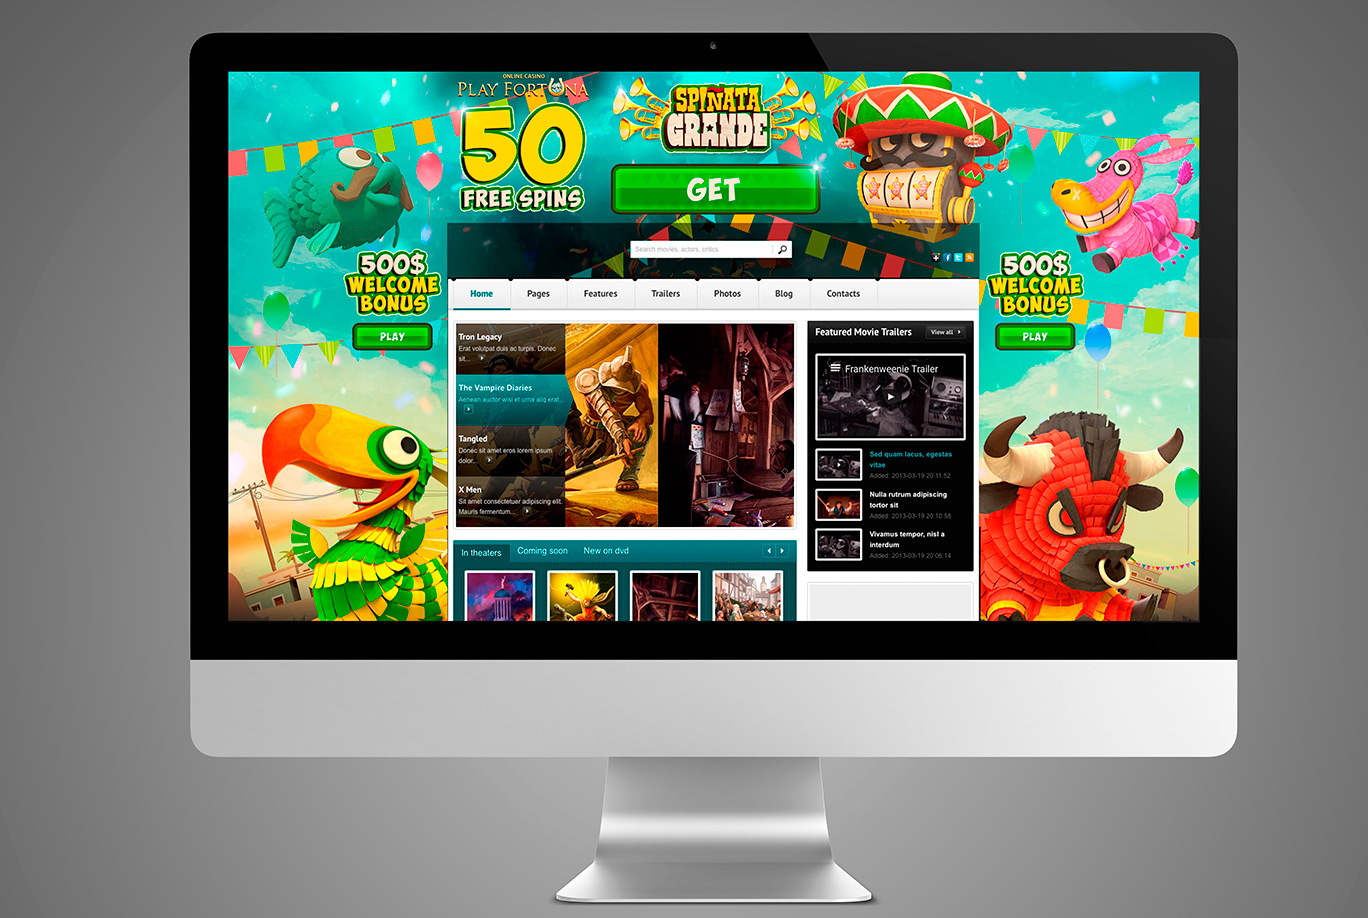 ONLINE CASINO
PLAY FORTUNA
50
FREE SPINS
SPIÑATA
GRANDE
GET
500$
WELCOME
BONUS
PLAY
500$
WELCOME
BONUS
PLAY
Search movies, actors, critics
Home
Pages
Features
Trailers
Photos
Blog
Contacts
Tron Legacy
Erat volutpat duis ac turpis. Donec
sit...
The Vampire Diaries
Aenean auctor wisi et urna aliq erat...
Tangled
Donec sit amet eros lorem ipsum
dolor...
X Men
Sit amet consectetuer adipiscing elit.
Mauris fermentum...
Featured Movie Trailers
View all
Frankenweenie Trailer
Sed quam lacus, egestas
vitae
Added: 2013-03-19 20:11:52
Nulla rutrum adipiscing
tortor sit
Added: 2013-03-19 20:10:58
Vivamus tempor, nisl a
interdum
Added: 2013-03-19 20:06:14
In theaters
Coming soon
New on dvd